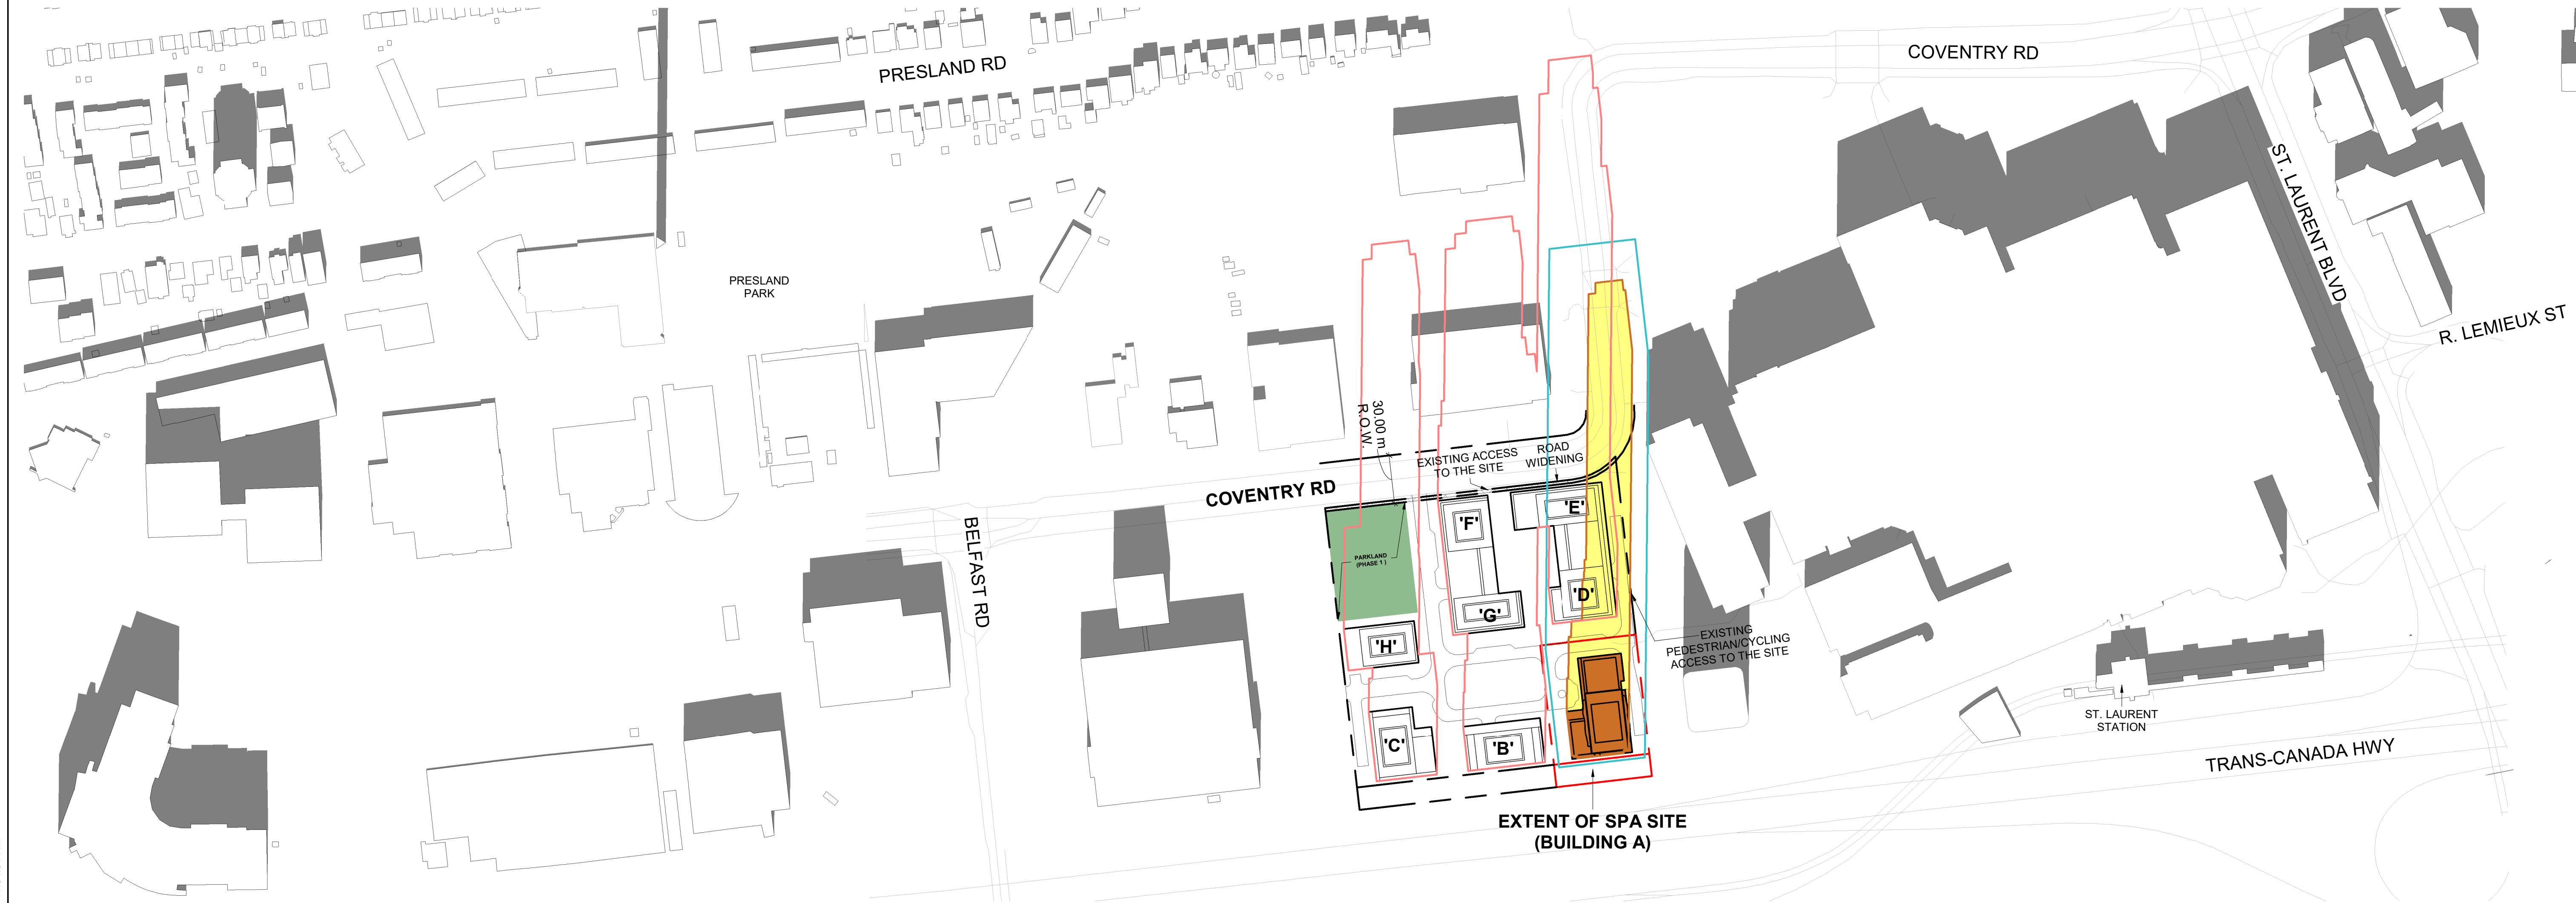 COVENTRY RD
PRESLAND RD
ST. LAURENT BLVD
PRESLAND
PARK
R. LEMIEUX ST
30.00 m
R.O.W.
EXISTING ACCESS
TO THE SITE
ROAD
WIDENING
COVENTRY RD
BELFAST RD
'E'
'F'
PARKLAND
(PHASE 1 )
'D'
'G'
'H'
EXISTING
PEDESTRIAN/CYCLING
ACCESS TO THE SITE
'C'
'B'
ST. LAURENT
STATION
TRANS-CANADA HWY
EXTENT OF SPA SITE
(BUILDING A)